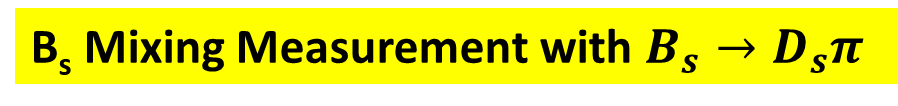 Bₛ Mixing Measurement with 𝑩ₛ → 𝑫ₛ𝝅